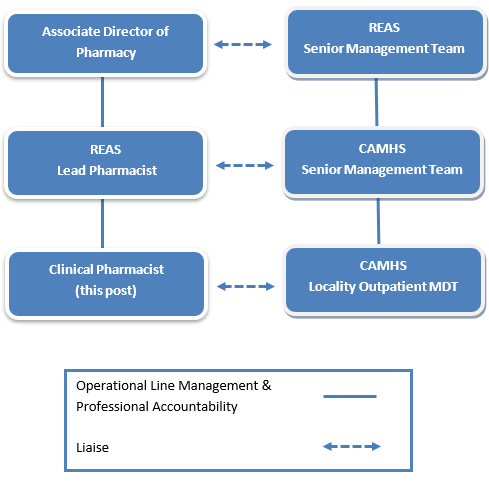 Associate Director of
Pharmacy
REAS
Senior Management Team
REAS
Lead Pharmacist
CAMHS
Senior Management Team
Clinical Pharmacist
(this post)
CAMHS
Locality Outpatient MDT
Operational Line Management &
Professional Accountability
Liaise